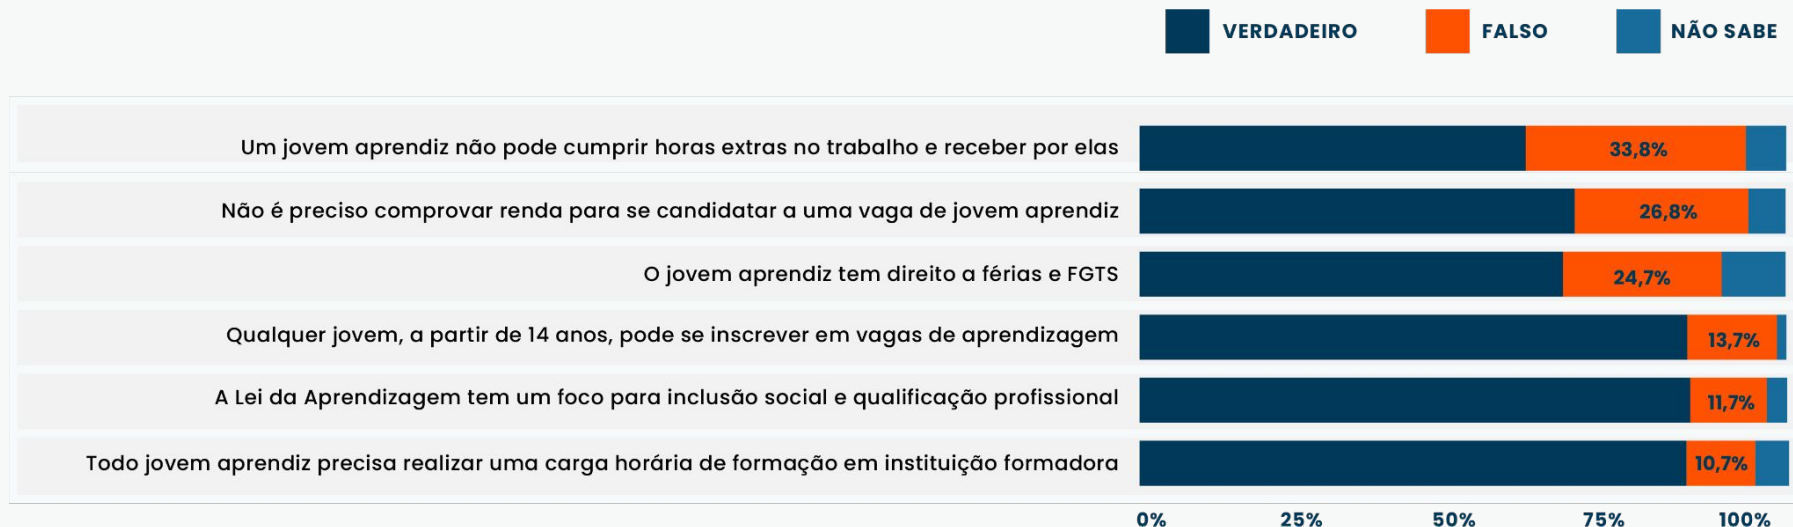 VERDADEIRO FALSO NÃO SABE
Um jovem aprendiz não pode cumprir horas extras no trabalho e receber por elas 33,8%
Não é preciso comprovar renda para se candidatar a uma vaga de jovem aprendiz 26,8%
O jovem aprendiz tem direito a férias e FGTS 24,7%
Qualquer jovem, a partir de 14 anos, pode se inscrever em vagas de aprendizagem 13,7%
A Lei da Aprendizagem tem um foco para inclusão social e qualificação profissional 11,7%
Todo jovem aprendiz precisa realizar uma carga horária de formação em instituição formadora 10,7%
0% 25% 50% 75% 100%